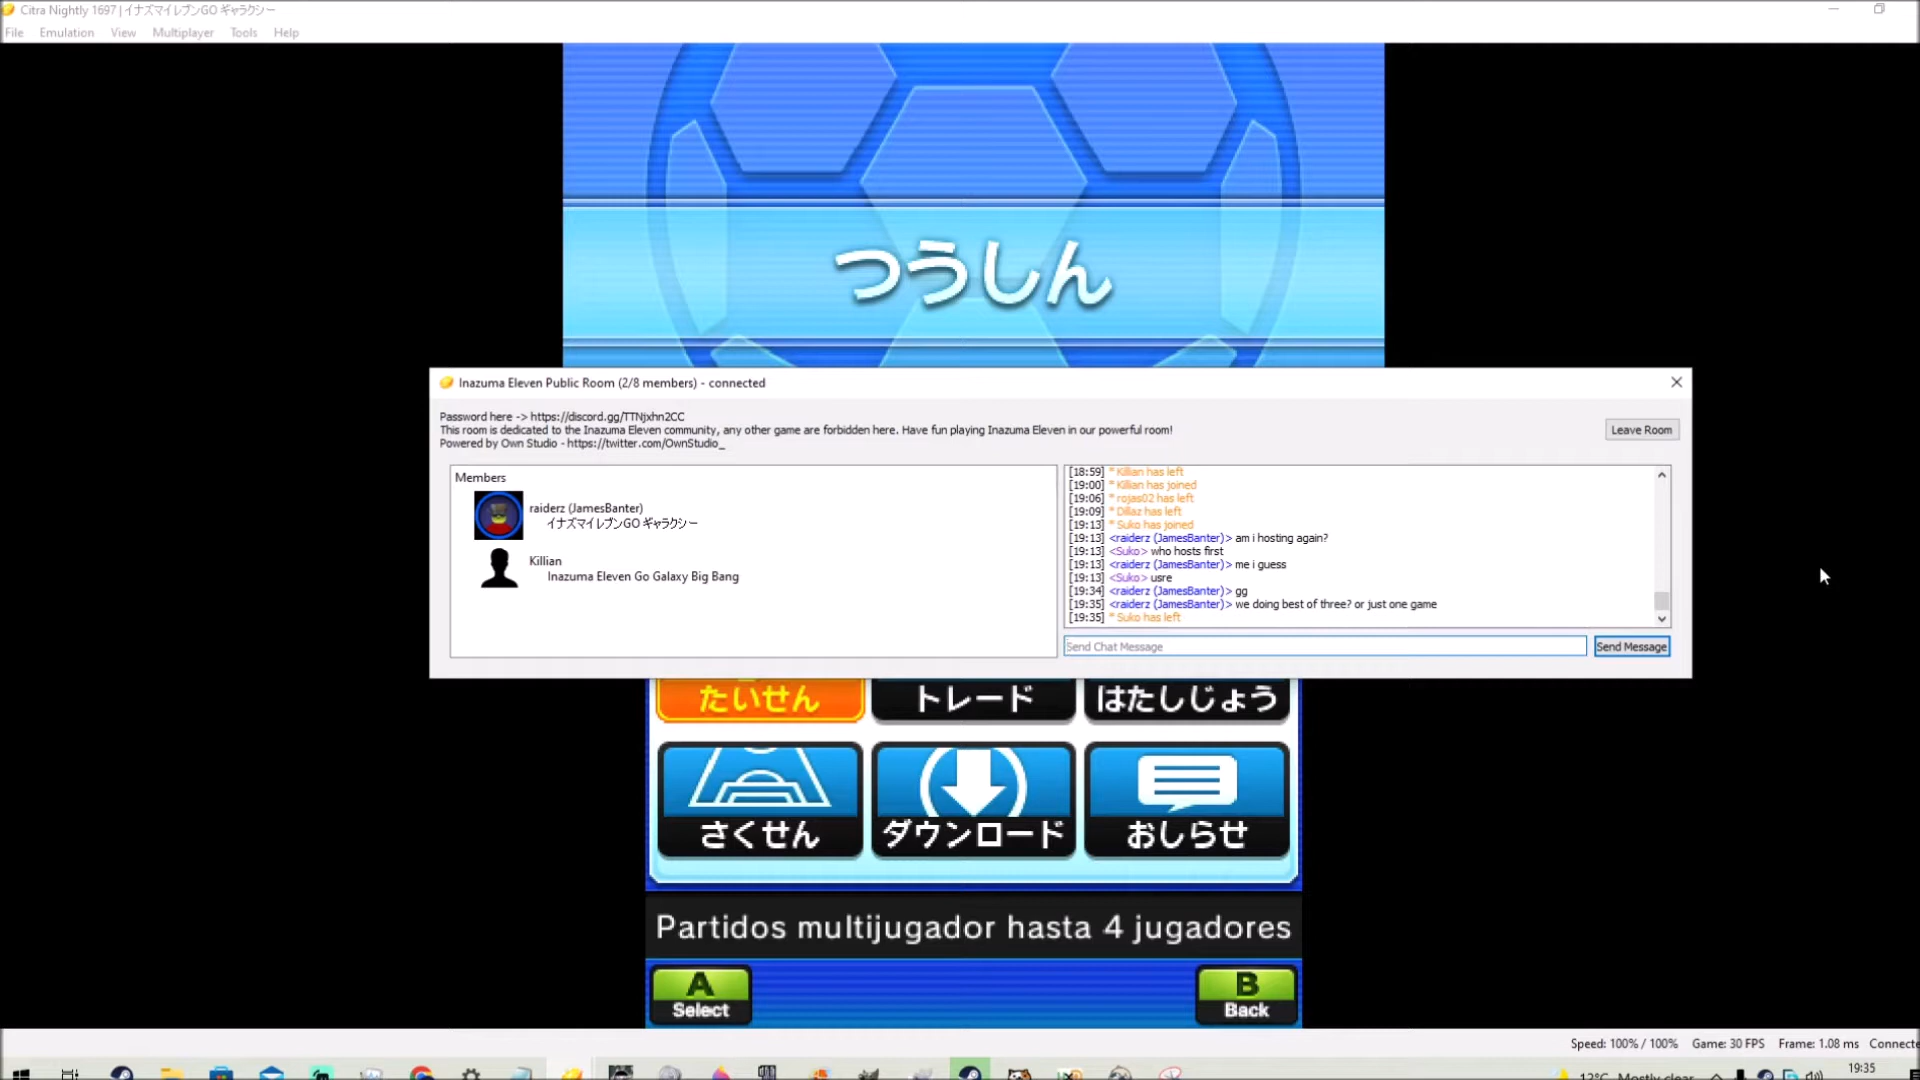 Citra Nightly 1697 | イナズマイレブンGO ギャラクシー
File Emulation View Multiplayer Tools Help
つうしん
Inazuma Eleven Public Room (2/8 members) - connected
Password here -> https://discord.gg/TTNjxhn2CC
This room is dedicated to the Inazuma Eleven community, any other game are forbidden here. Have fun playing Inazuma Eleven in our powerful room!
Powered by Own Studio - https://twitter.com/OwnStudio_
Leave Room
Members
raiderz (JamesBanter)
イナズマイレブンGO ギャラクシー
Killian
Inazuma Eleven Go Galaxy Big Bang
[18:59] * Killian has left
[19:00] * Killian has joined
[19:06] * rojas02 has left
[19:09] * Dillaz has left
[19:13] * Suko has joined
[19:13] <raiderz (JamesBanter)> am i hosting again?
[19:13] <Suko> who hosts first
[19:13] <raiderz (JamesBanter)> me i guess
[19:13] <Suko> usre
[19:34] <raiderz (JamesBanter)> gg
[19:35] <raiderz (JamesBanter)> we doing best of three? or just one game
[19:35] * Suko has left
Send Chat Message
Send Message
たいせん トレード はたしじょう
さくせん ダウンロード おしらせ
Partidos multijugador hasta 4 jugadores
A B
Select Back
Speed: 100% / 100% Game: 30 FPS Frame: 1.08 ms Connecte
12°C Mostly clear 19:35